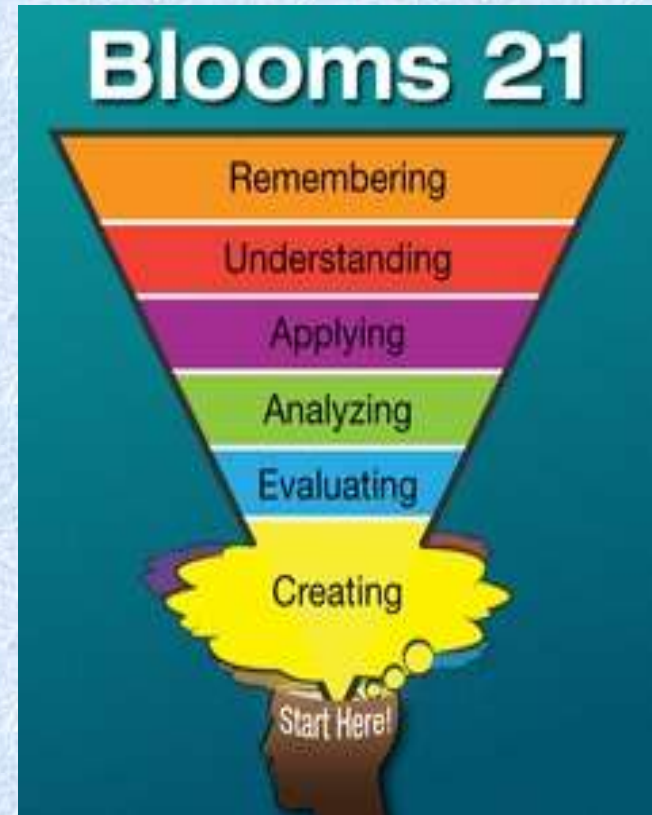 Blooms 21
Remembering
Understanding
Applying
Analyzing
Evaluating
Creating
Start Here!